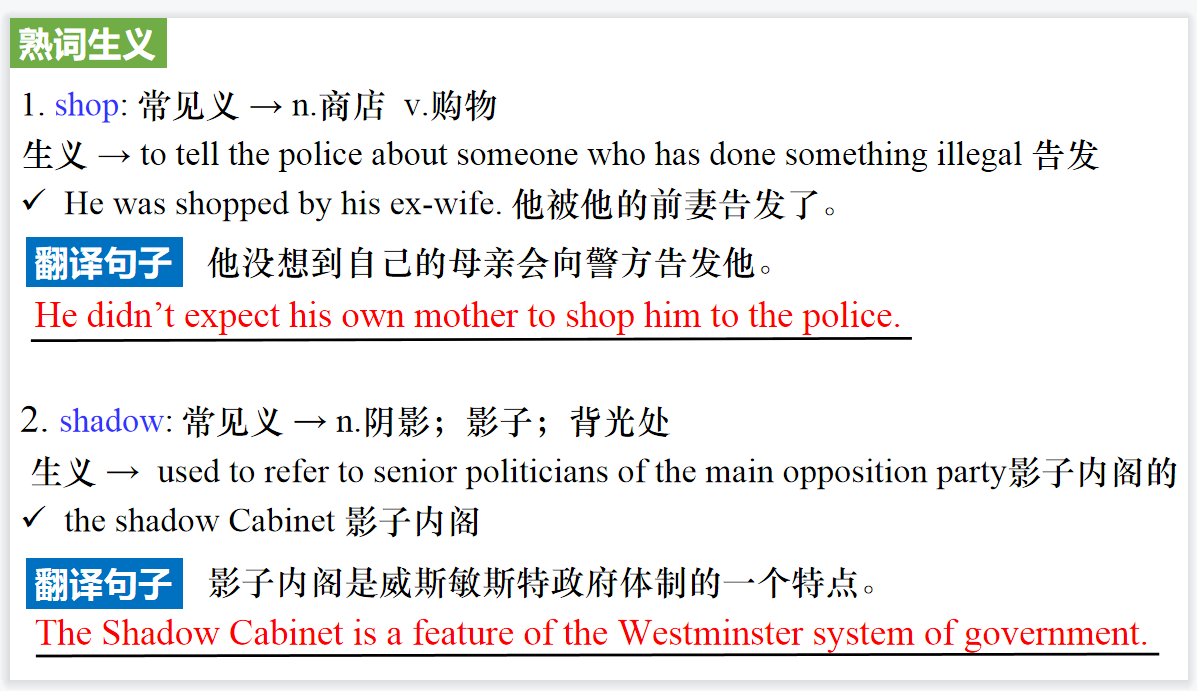 熟词生义
1. shop: 常见义 → n.商店 v.购物
生义 → to tell the police about someone who has done something illegal 告发
✓ He was shopped by his ex-wife. 他被他的前妻告发了。
翻译句子 他没想到自己的母亲会向警方告发他。
He didn’t expect his own mother to shop him to the police.
2. shadow: 常见义 → n.阴影；影子；背光处
生义 → used to refer to senior politicians of the main opposition party影子内阁的
✓ the shadow Cabinet 影子内阁
翻译句子 影子内阁是威斯敏斯特政府体制的一个特点。
The Shadow Cabinet is a feature of the Westminster system of government.